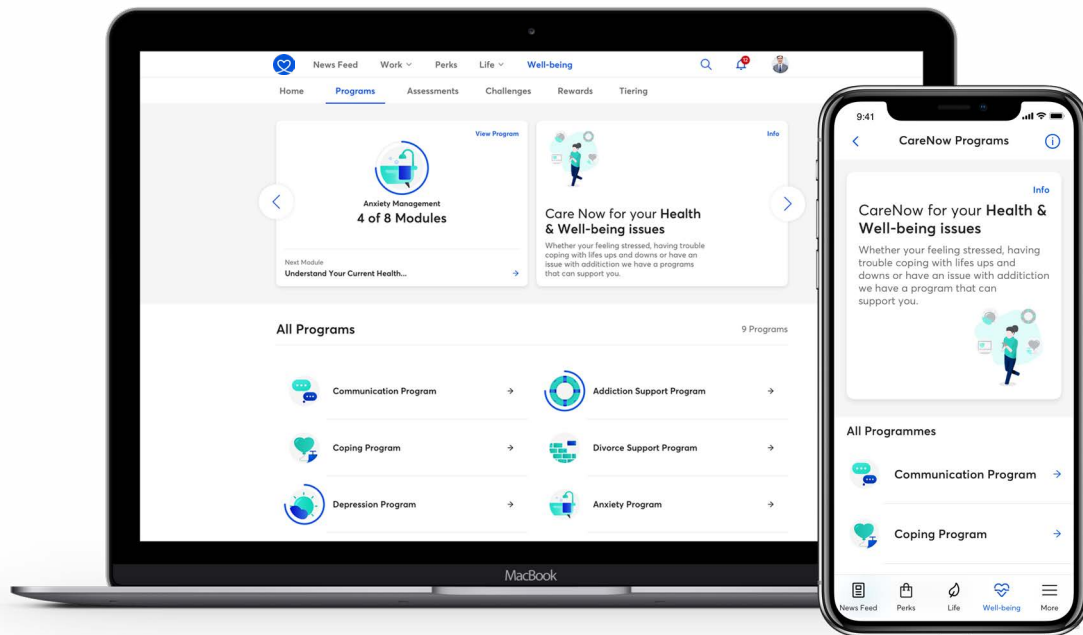 News Feed Work Perks Life Well-being 12
Home Programs Assessments Challenges Rewards Tiering
View Program
Anxiety Management
4 of 8 Modules
Next Module
Understand Your Current Health...
Info
Care Now for your Health
& Well-being issues
Whether your feeling stressed, having trouble
coping with lifes ups and downs or have an
issue with addditiction we have a programs
that can support you.
All Programs
9 Programs
Communication Program
Addiction Support Program
Coping Program
Divorce Support Program
Depression Program
Anxiety Program
MacBook
9:41
CareNow Programs
Info
CareNow for your Health &
Well-being issues
Whether your feeling stressed, having
trouble coping with lifes ups and
downs or have an issue with addtiction
we have a program that can
support you.
All Programmes
Communication Program
Coping Program
News Feed Perks Life Well-being More